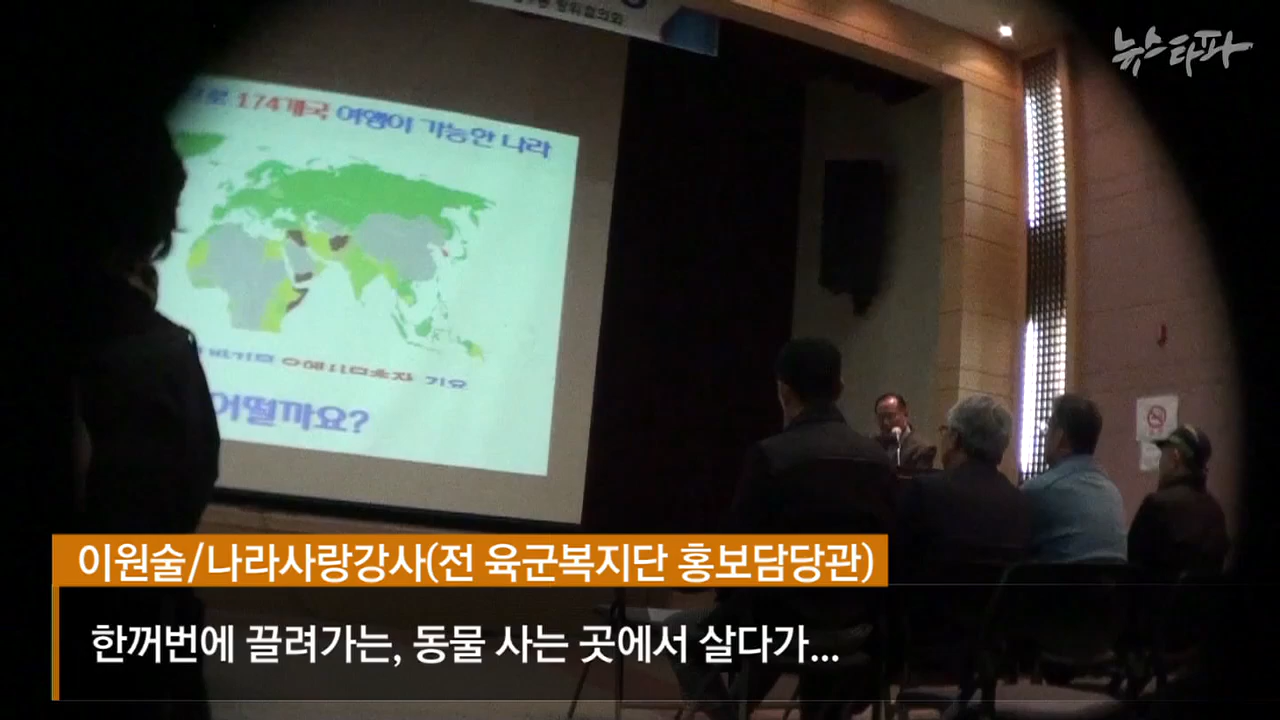 뉴스타파
174개국 여행이 가능한 나라
어떨까요?
이원술/나라사랑강사(전 육군복지단 홍보담당관)
한꺼번에 끌려가는, 동물 사는 곳에서 살다가...